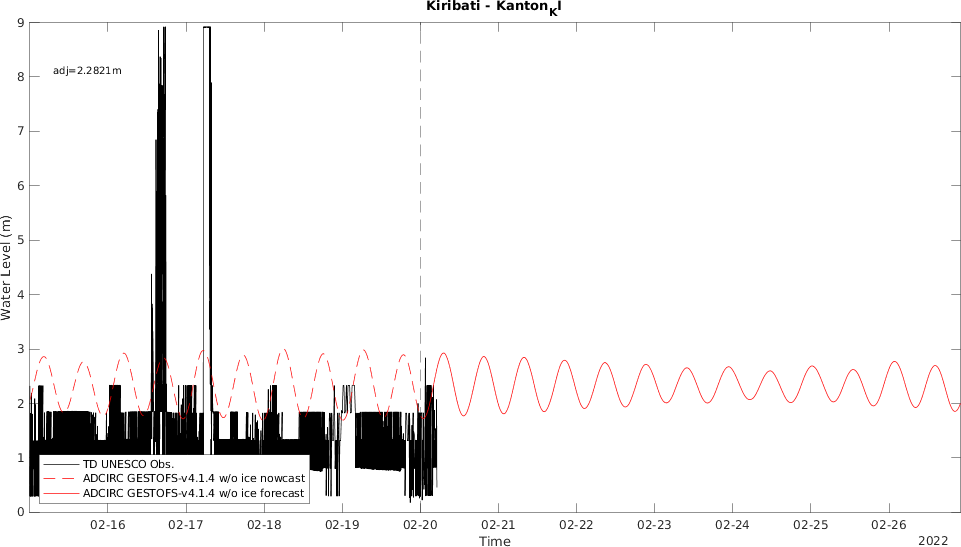 Kiribati - Kanton_KI
9
8
7
6
5
4
3
2
1
0
adj=2.2821m
Water Level (m)
TD UNESCO Obs.
ADCIRC GESTOFS-v4.1.4 w/o ice nowcast
ADCIRC GESTOFS-v4.1.4 w/o ice forecast
02-16 02-17 02-18 02-19 02-20 02-21 02-22 02-23 02-24 02-25 02-26
Time
2022